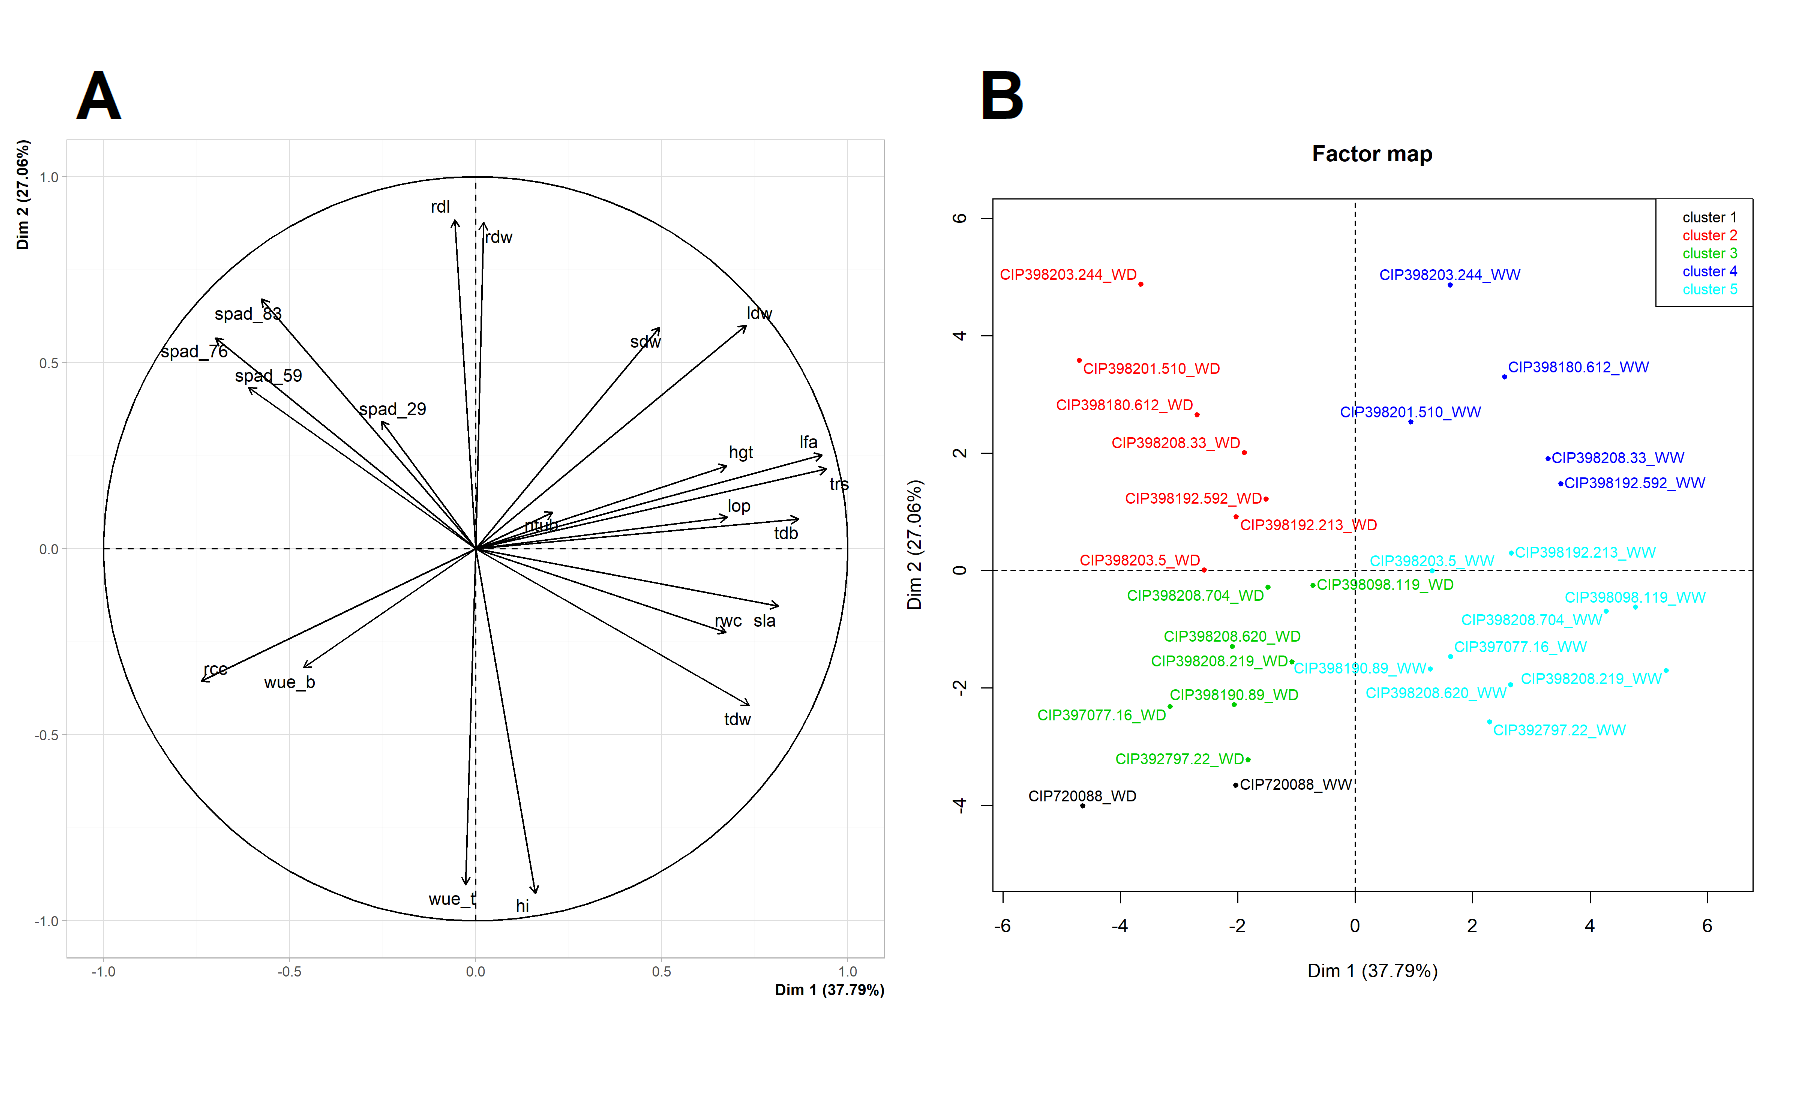 A
B
Dim 2 (27.06%)
1.0
0.5
0.0
-0.5
-1.0
-1.0
-0.5
0.0
0.5
1.0
Dim 1 (37.79%)
rdl
rdw
spad_83
spad_76
spad_59
spad_29
ldw
sdw
lfa
hgt
trs
lop
ntub
tdb
rwc
sla
rcc
wue_b
tdw
wue_t
hi
Factor map
cluster 1
cluster 2
cluster 3
cluster 4
cluster 5
Dim 2 (27.06%)
6
4
2
0
-2
-4
-6
-4
-2
0
2
4
6
Dim 1 (37.79%)
CIP398203.244_WD
CIP398203.244_WW
CIP398201.510_WD
CIP398180.612_WW
CIP398180.612_WD
CIP398201.510_WW
CIP398208.33_WD
CIP398208.33_WW
CIP398192.592_WW
CIP398192.592_WD
CIP398192.213_WD
CIP398203.5_WD
CIP398203.5_WW
CIP398192.213_WW
CIP398208.704_WD
CIP398098.119_WD
CIP398098.119_WW
CIP398208.704_WW
CIP398208.620_WD
CIP397077.16_WW
CIP398208.219_WD
CIP398190.89_WW
CIP398208.219_WW
CIP398190.89_WD
CIP398208.620_WW
CIP397077.16_WD
CIP392797.22_WW
CIP392797.22_WD
CIP720088_WW
CIP720088_WD